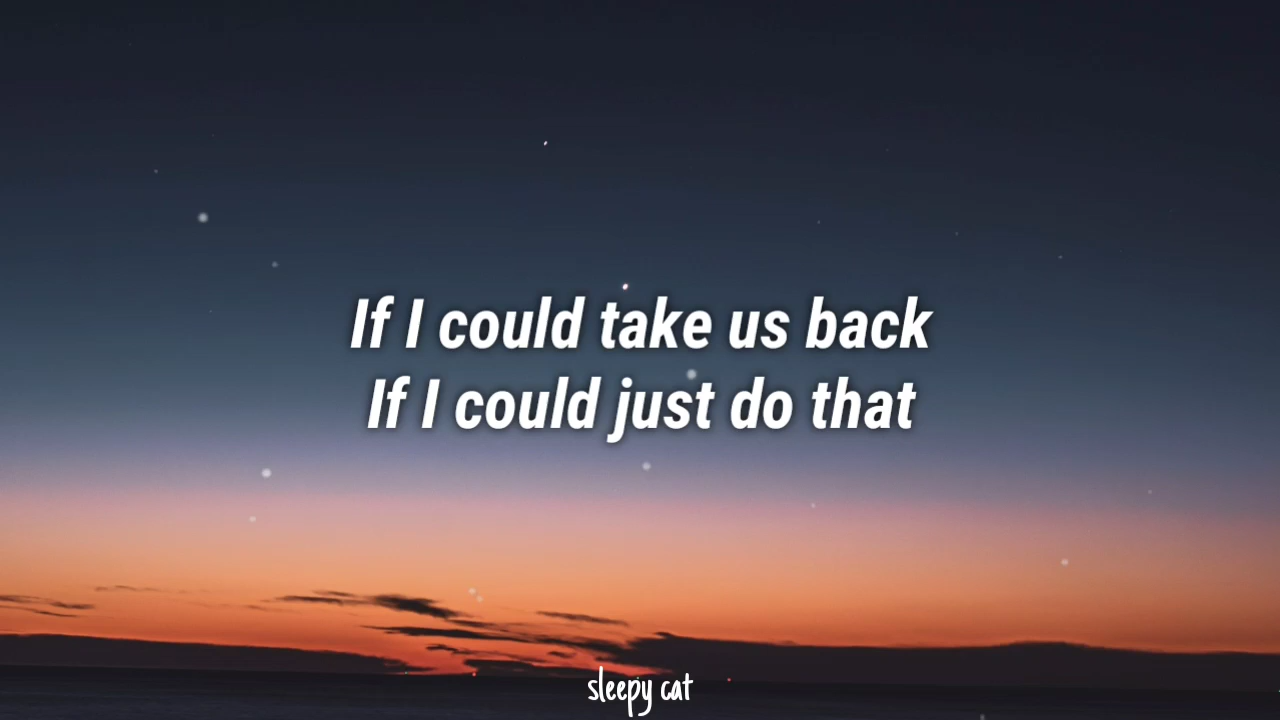 If I could take us back
If I could just do that
sleepy cat